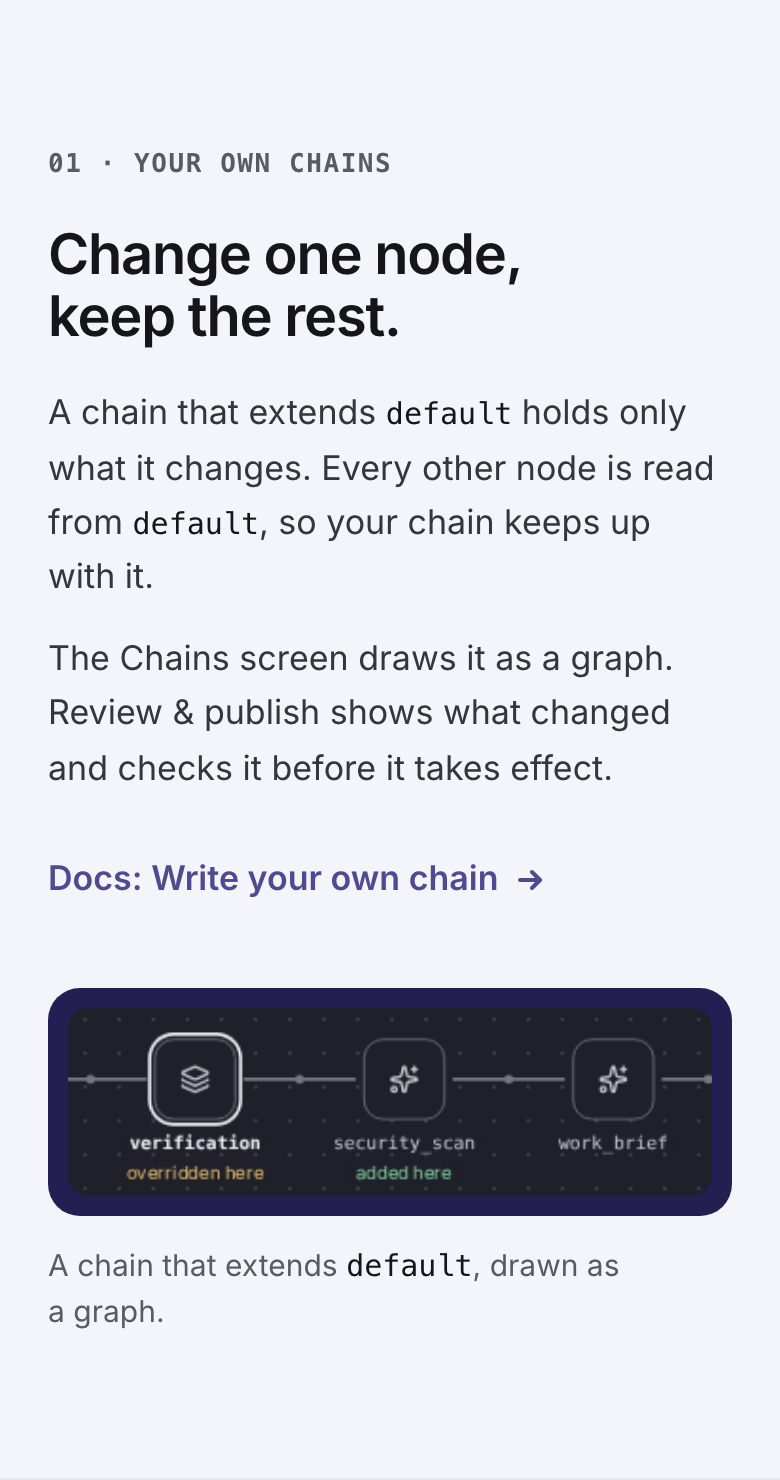 01 · YOUR OWN CHAINS
Change one node,
keep the rest.
A chain that extends default holds only
what it changes. Every other node is read
from default, so your chain keeps up
with it.
The Chains screen draws it as a graph.
Review & publish shows what changed
and checks it before it takes effect.
Docs: Write your own chain →
verification security_scan work_brief
overridden here added here
A chain that extends default, drawn as
a graph.